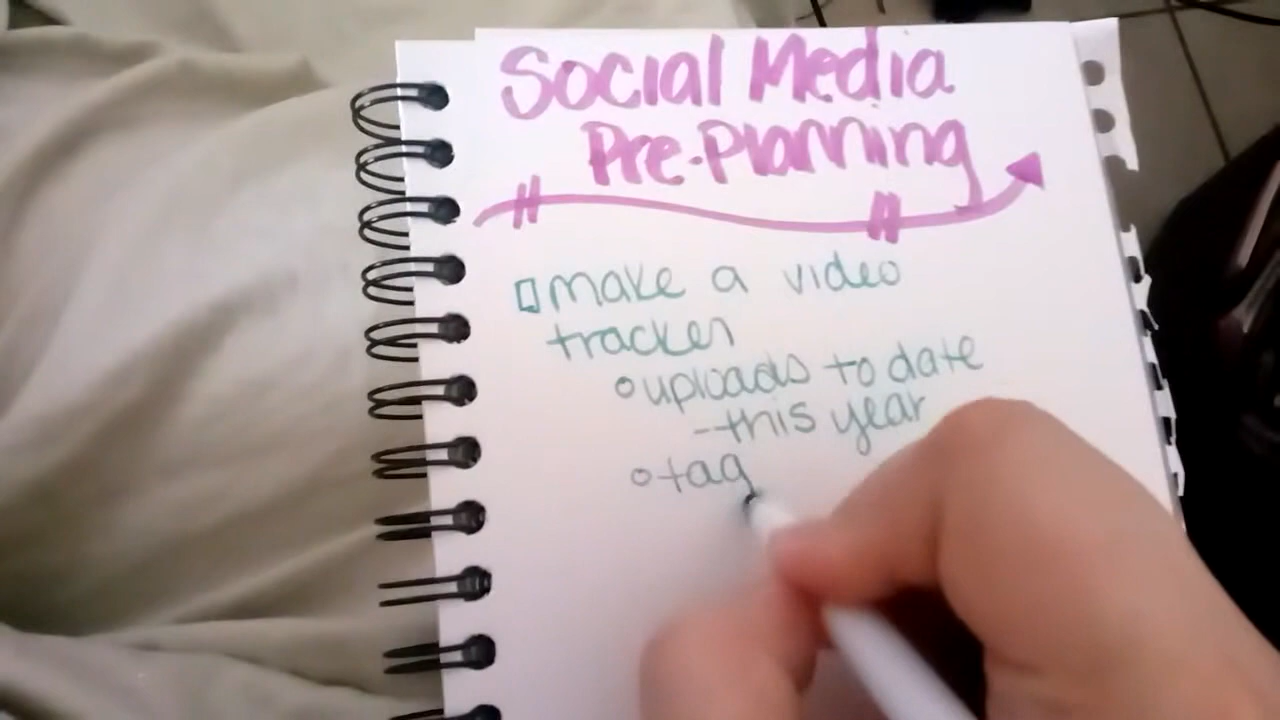 Social Media
Pre-Planning
make a video
tracker
uploads to date
--this year
tag